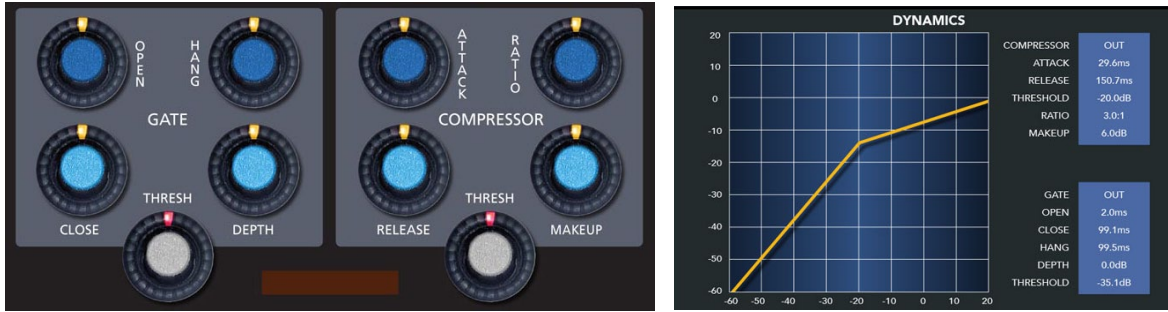 OPEN
HANG
GATE
CLOSE
THRESH
DEPTH
ATTACK
RATIO
COMPRESSOR
RELEASE
THRESH
MAKEUP
DYNAMICS
20
10
0
-10
-20
-30
-40
-50
-60
-60 -50 -40 -30 -20 -10 0 10 20
COMPRESSOR OUT
ATTACK 29.6ms
RELEASE 150.7ms
THRESHOLD -20.0dB
RATIO 3.0:1
MAKEUP 6.0dB
GATE OUT
OPEN 2.0ms
CLOSE 99.1ms
HANG 99.5ms
DEPTH 0.0dB
THRESHOLD -35.1dB